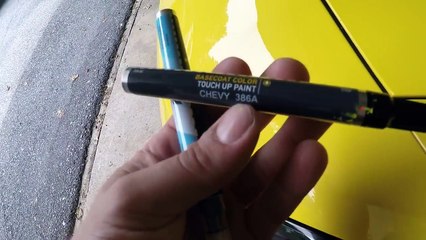 BASECOAT COLOR
TOUCH UP PAINT
CHEVY 386A